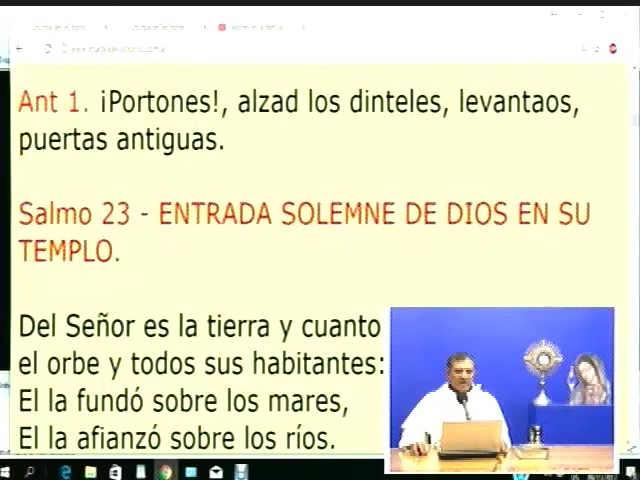 Ant 1. ¡Portones!, alzad los dinteles, levantaos,
puertas antiguas.
Salmo 23 - ENTRADA SOLEMNE DE DIOS EN SU
TEMPLO.
Del Señor es la tierra y cuanto
el orbe y todos sus habitantes:
El la fundó sobre los mares,
El la afianzó sobre los ríos.